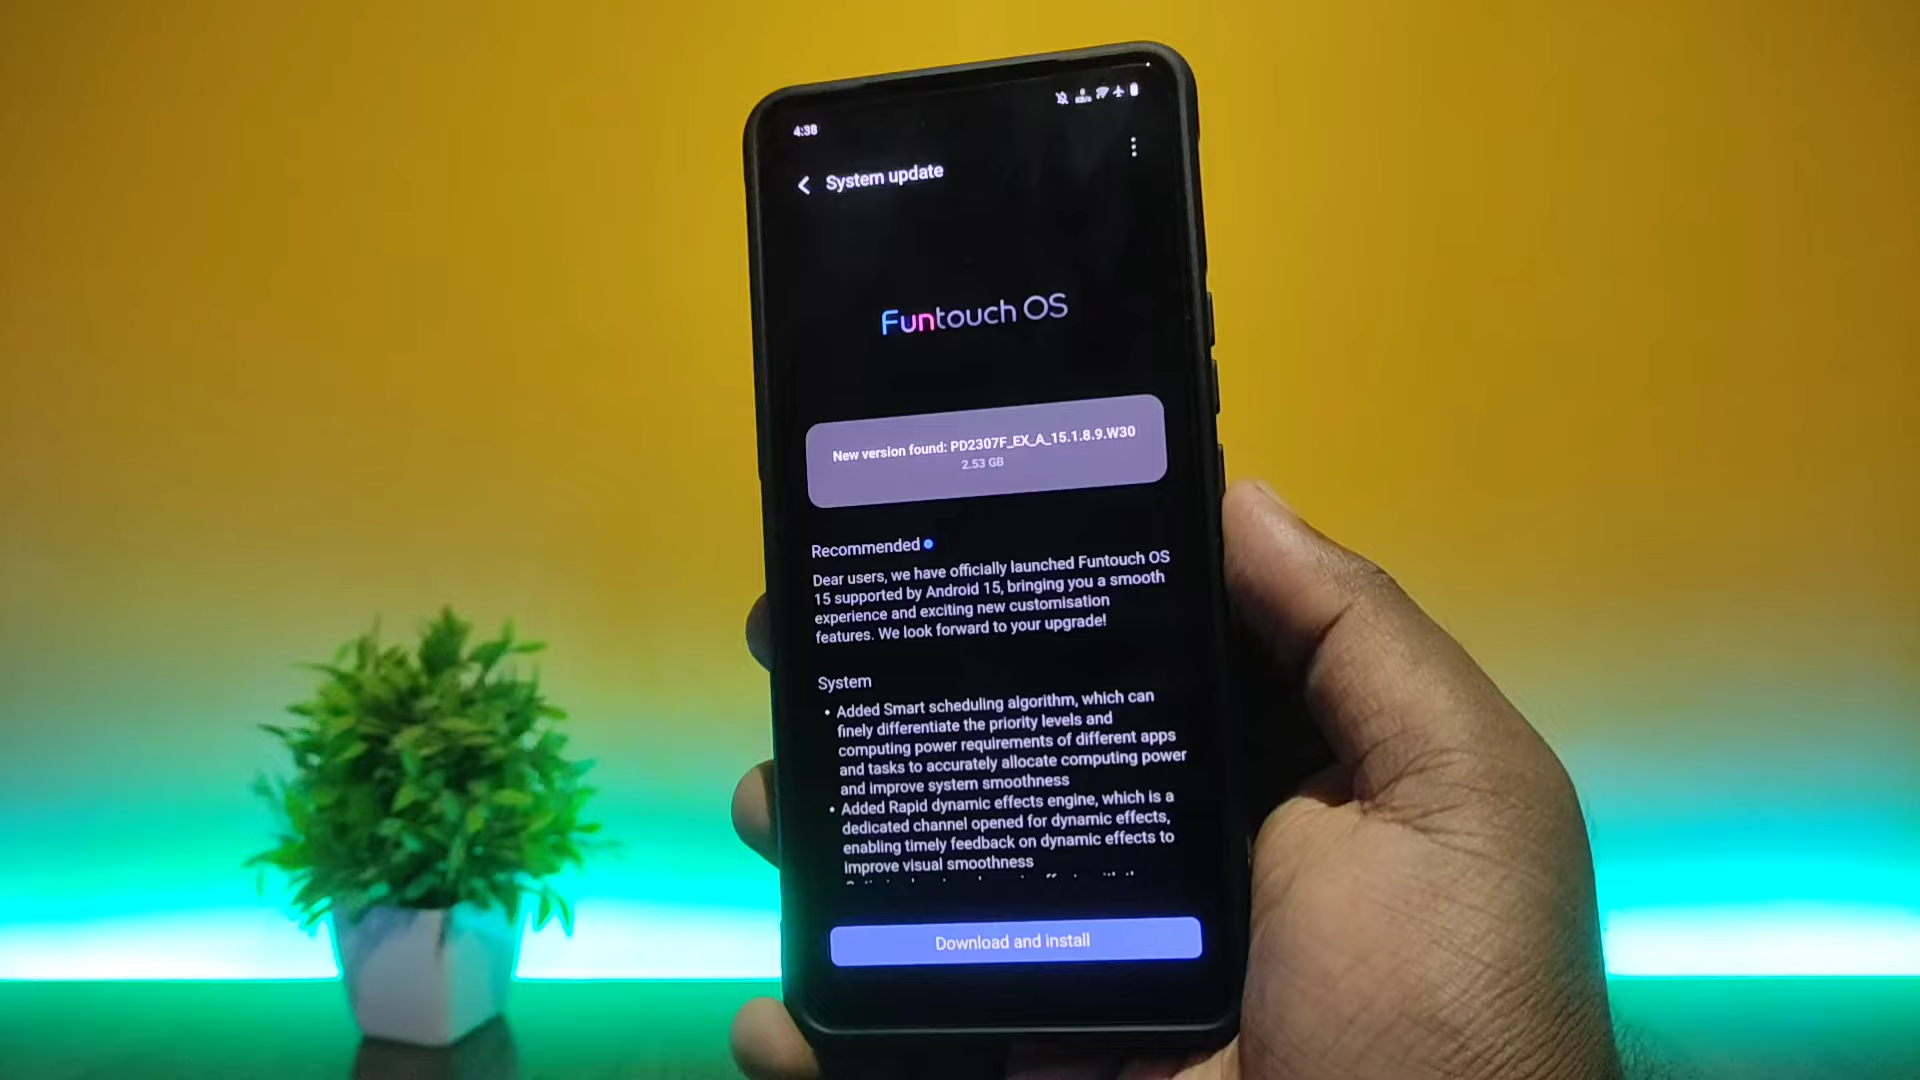 4:38
System update
Funtouch OS
New version found: PD2307F_EX_A_15.1.8.9.W30
2.53 GB
Recommended
Dear users, we have officially launched Funtouch OS
15 supported by Android 15, bringing you a smooth
experience and exciting new customisation
features. We look forward to your upgrade!
System
• Added Smart scheduling algorithm, which can
finely differentiate the priority levels and
computing power requirements of different apps
and tasks to accurately allocate computing power
and improve system smoothness
• Added Rapid dynamic effects engine, which is a
dedicated channel opened for dynamic effects,
enabling timely feedback on dynamic effects to
improve visual smoothness
Download and install